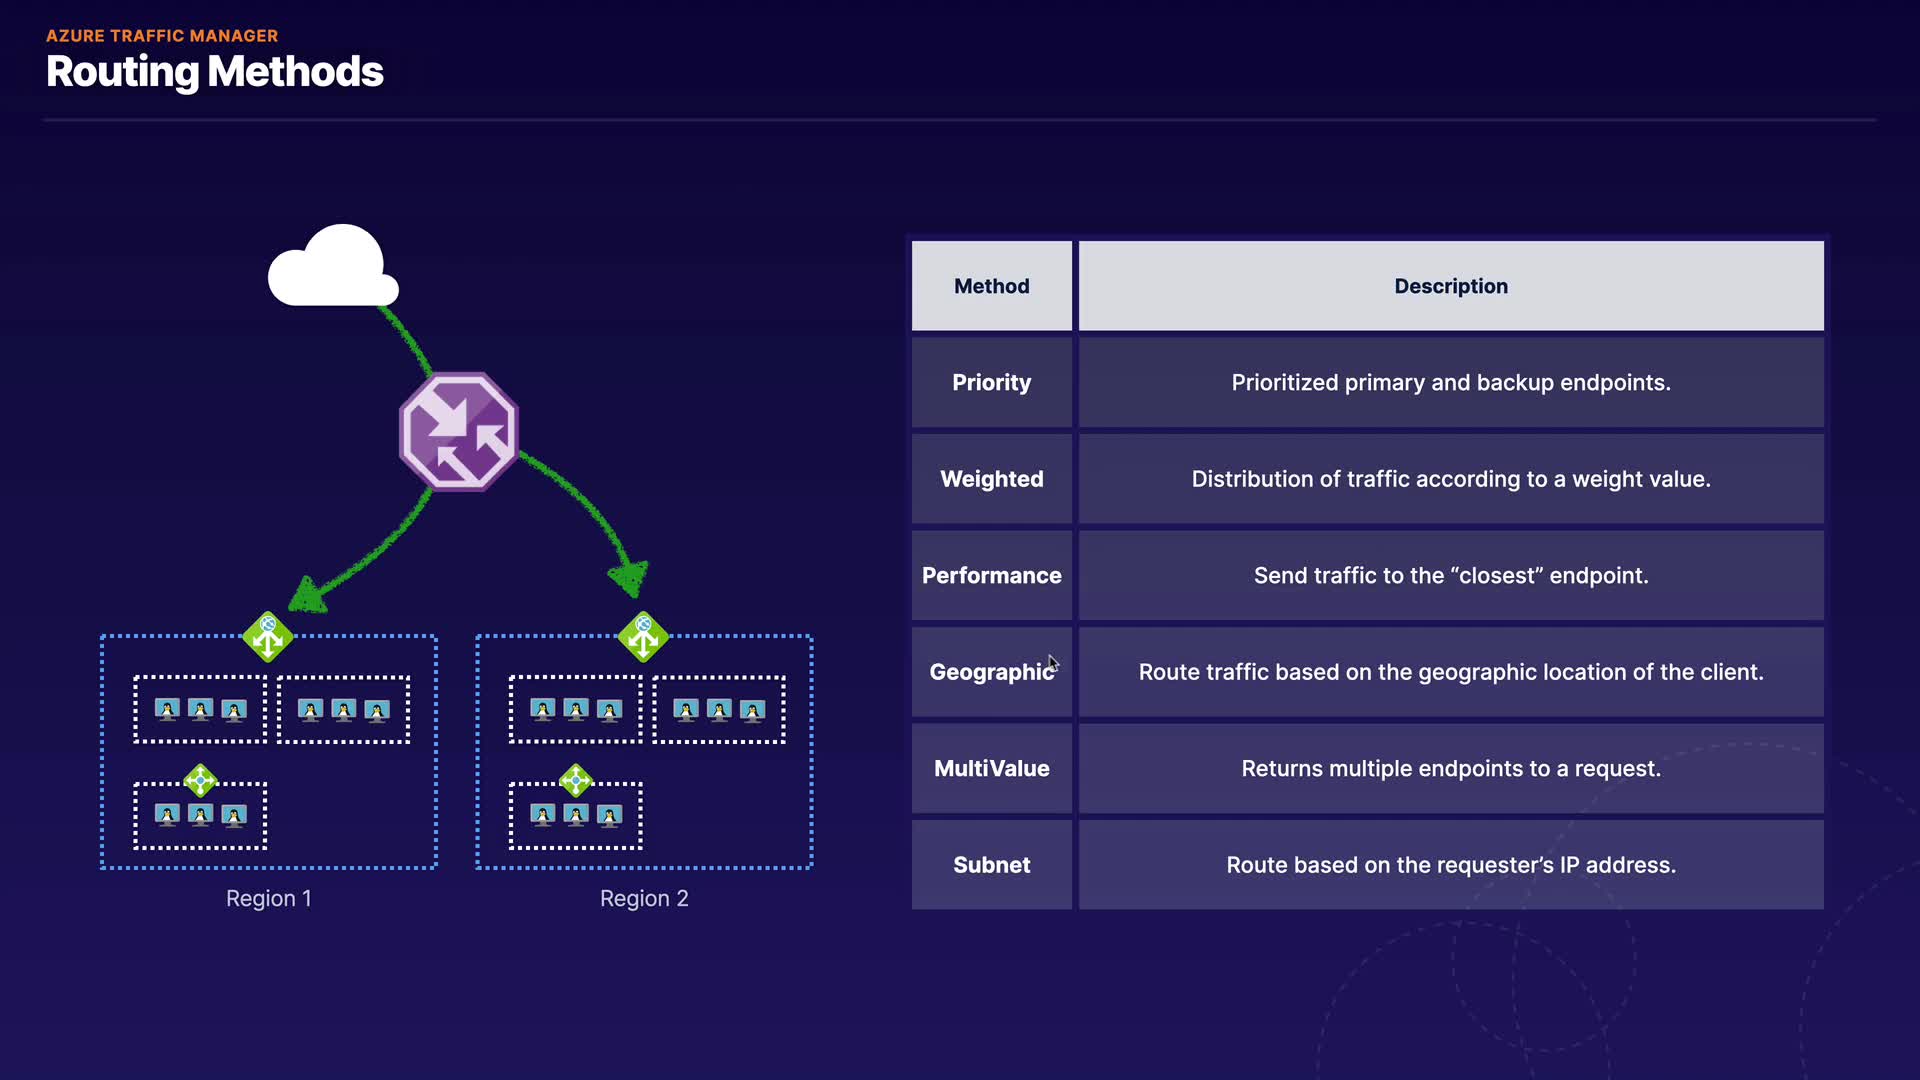 AZURE TRAFFIC MANAGER
Routing Methods
Method
Description
Priority
Prioritized primary and backup endpoints.
Weighted
Distribution of traffic according to a weight value.
Performance
Send traffic to the “closest” endpoint.
Geographic
Route traffic based on the geographic location of the client.
MultiValue
Returns multiple endpoints to a request.
Subnet
Route based on the requester’s IP address.
Region 1
Region 2